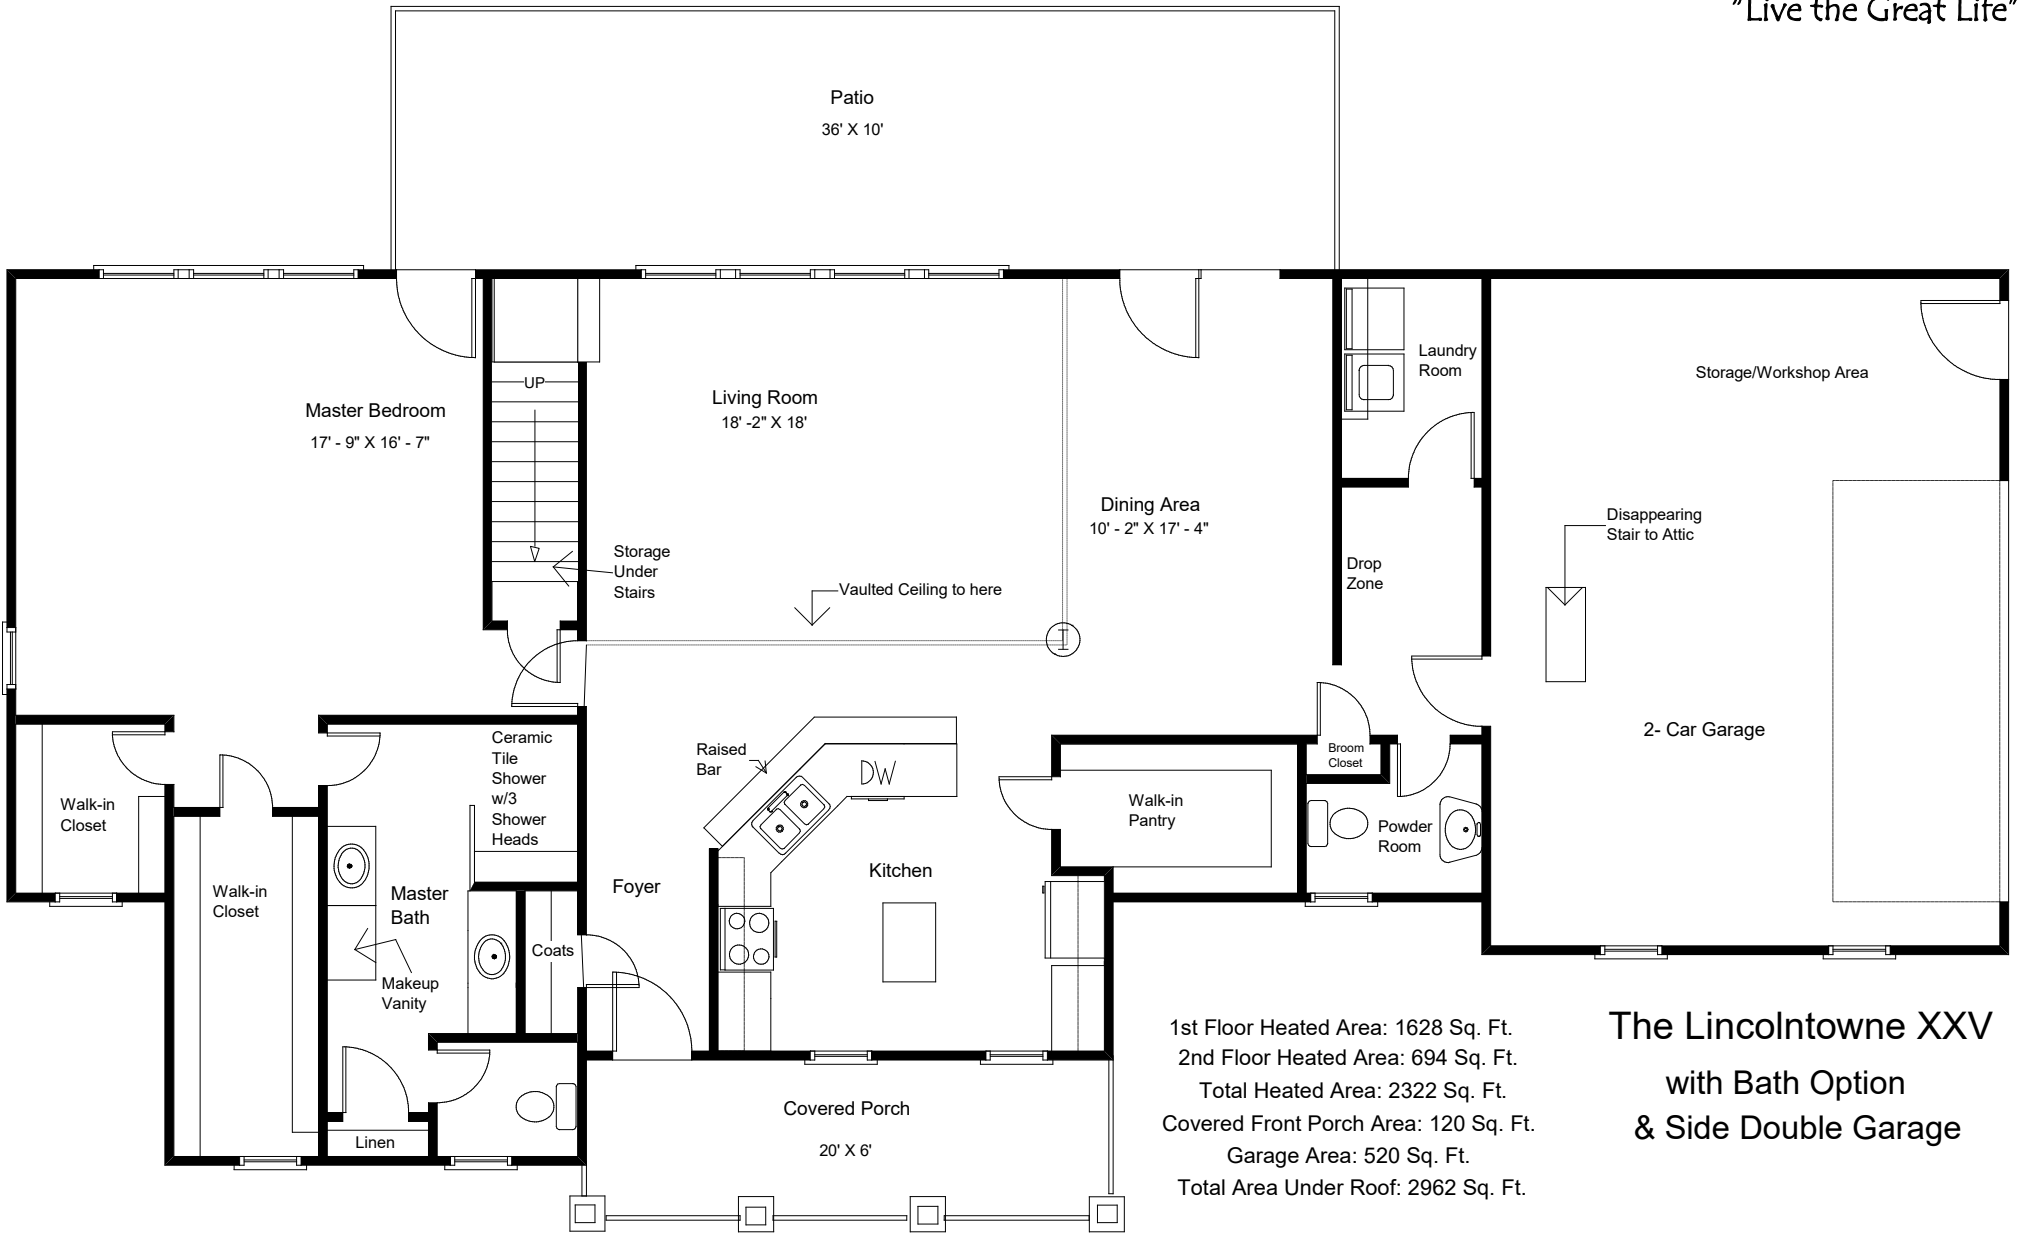 "Live the Great Life"
Patio
36' X 10'
Laundry
Room
Storage/Workshop Area
UP
Living Room
18' -2" X 18'
Master Bedroom
17' - 9" X 16' - 7"
Dining Area
10' - 2" X 17' - 4"
Disappearing
Stair to Attic
Storage
Under
Stairs
Drop
Zone
Vaulted Ceiling to here
2- Car Garage
Ceramic
Tile
Shower
w/3
Shower
Heads
Raised
Bar
DW
Broom
Closet
Walk-in
Closet
Walk-in
Pantry
Powder
Room
Kitchen
Foyer
Walk-in
Closet
Master
Bath
Coats
Makeup
Vanity
Linen
Covered Porch
20' X 6'
1st Floor Heated Area: 1628 Sq. Ft.
2nd Floor Heated Area: 694 Sq. Ft.
Total Heated Area: 2322 Sq. Ft.
Covered Front Porch Area: 120 Sq. Ft.
Garage Area: 520 Sq. Ft.
Total Area Under Roof: 2962 Sq. Ft.
The Lincolntowne XXV
with Bath Option
& Side Double Garage